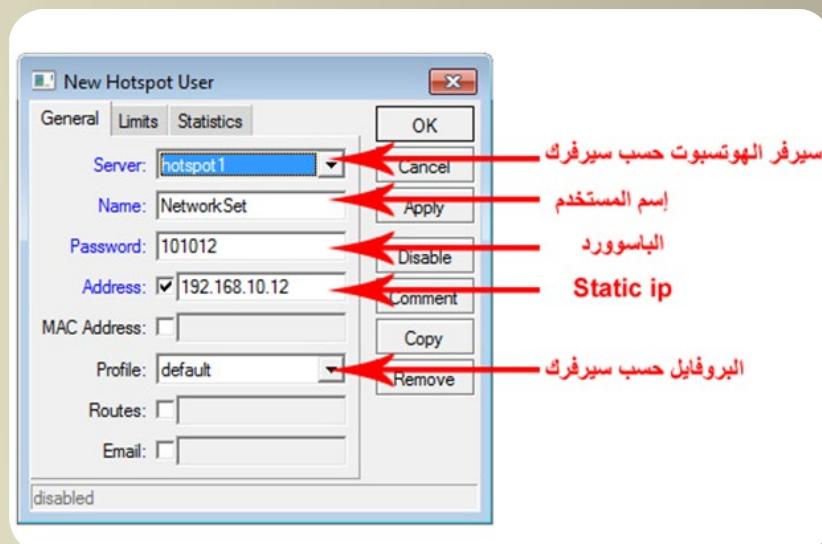 New Hotspot User
General Limits Statistics
OK
Server: hotspot1
سيرفر الهوتسبوت حسب سيرفرك
Cancel
Name: NetworkSet
إسم المستخدم
Apply
Password: 101012
الباسوورد
Disable
Address: 192.168.10.12
Static ip
Comment
MAC Address:
Copy
Profile: default
البروفايل حسب سيرفرك
Remove
Routes:
Email:
disabled